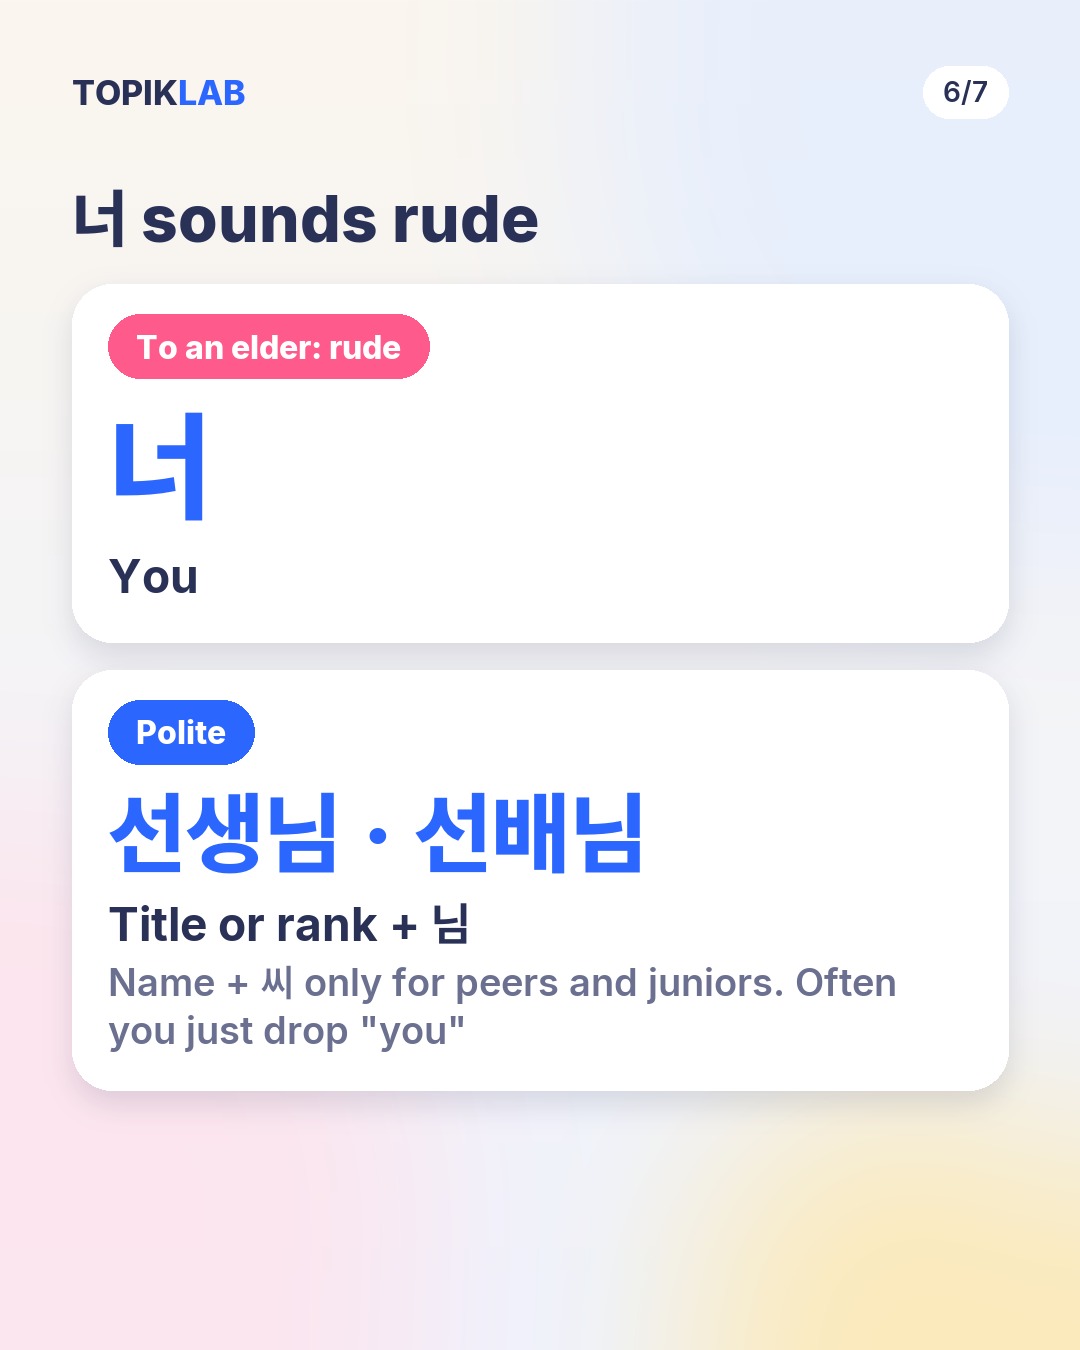 TOPIKLAB
6/7
너 sounds rude
To an elder: rude
너
You
Polite
선생님 · 선배님
Title or rank + 님
Name + 씨 only for peers and juniors. Often
you just drop "you"